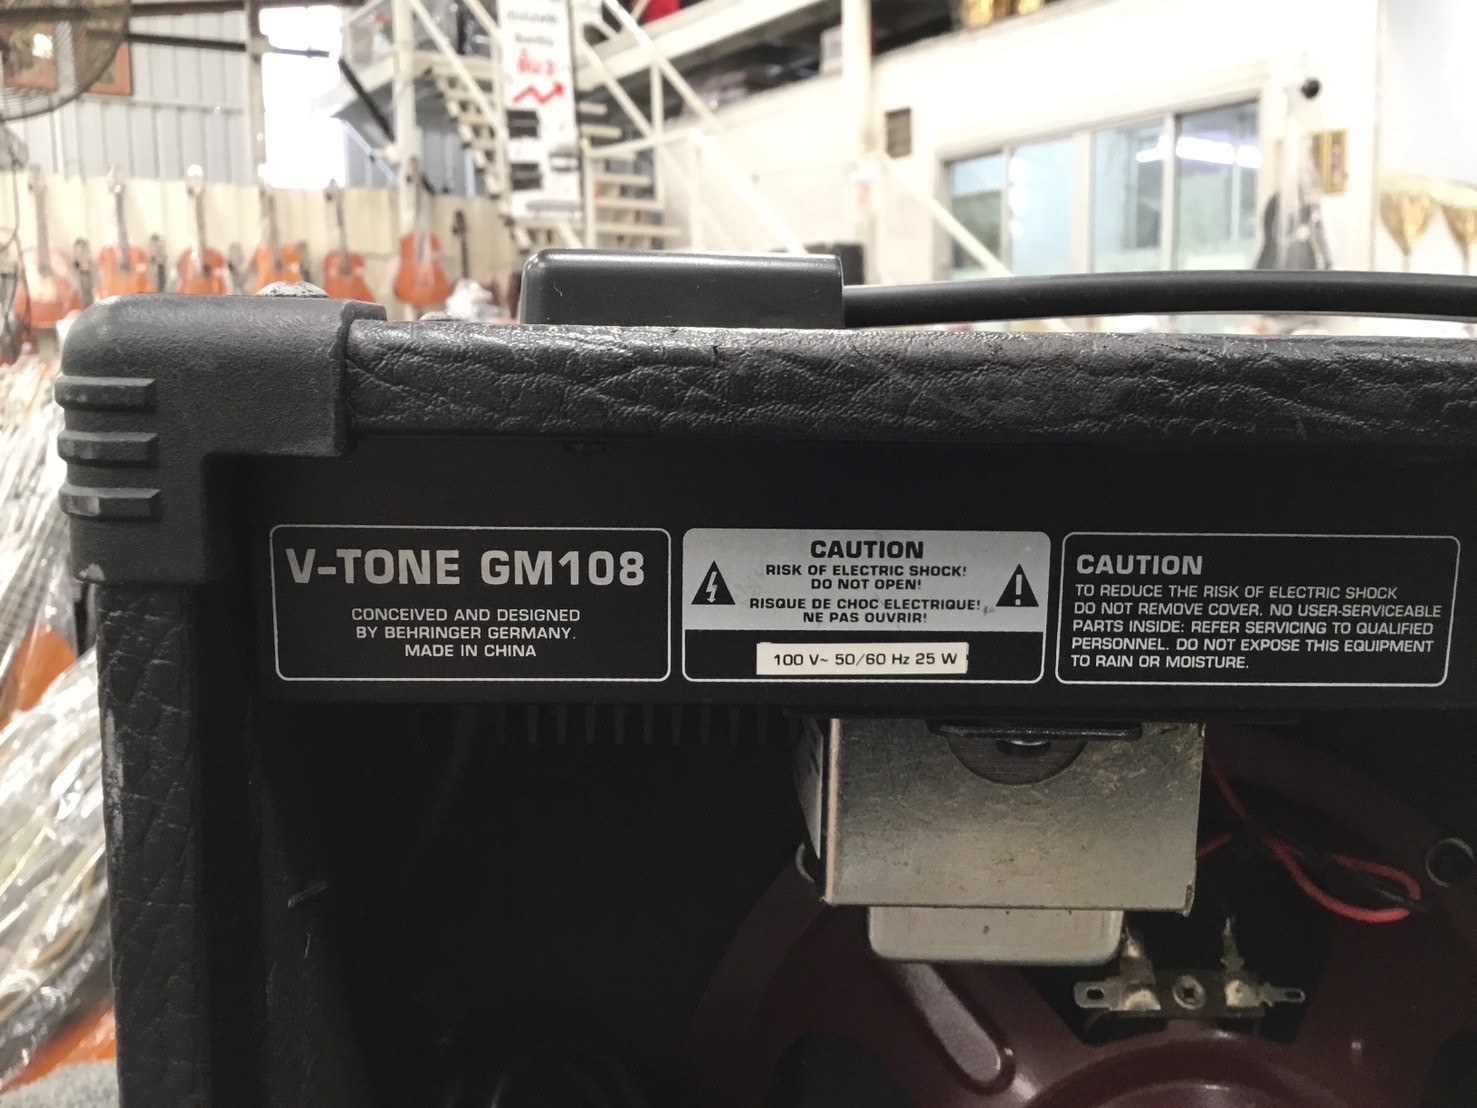 V-TONE GM108
CONCEIVED AND DESIGNED
BY BEHRINGER GERMANY.
MADE IN CHINA
CAUTION
RISK OF ELECTRIC SHOCK!
DO NOT OPEN!
RISQUE DE CHOC ELECTRIQUE!
NE PAS OUVRIR!
100 V~ 50/60 Hz 25 W
CAUTION
TO REDUCE THE RISK OF ELECTRIC SHOCK
DO NOT REMOVE COVER. NO USER-SERVICEABLE
PARTS INSIDE: REFER SERVICING TO QUALIFIED
PERSONNEL. DO NOT EXPOSE THIS EQUIPMENT
TO RAIN OR MOISTURE.